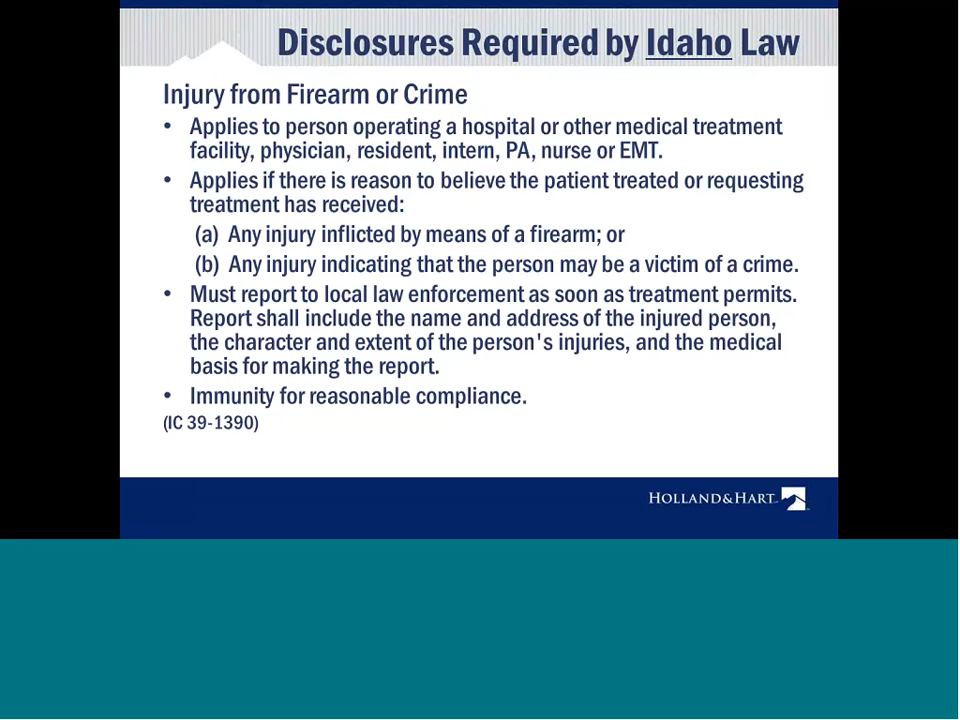 Disclosures Required by Idaho Law
Injury from Firearm or Crime
• Applies to person operating a hospital or other medical treatment
facility, physician, resident, intern, PA, nurse or EMT.
• Applies if there is reason to believe the patient treated or requesting
treatment has received:
(a) Any injury inflicted by means of a firearm; or
(b) Any injury indicating that the person may be a victim of a crime.
• Must report to local law enforcement as soon as treatment permits.
Report shall include the name and address of the injured person,
the character and extent of the person's injuries, and the medical
basis for making the report.
• Immunity for reasonable compliance.
(IC 39-1390)
HOLLAND&HART